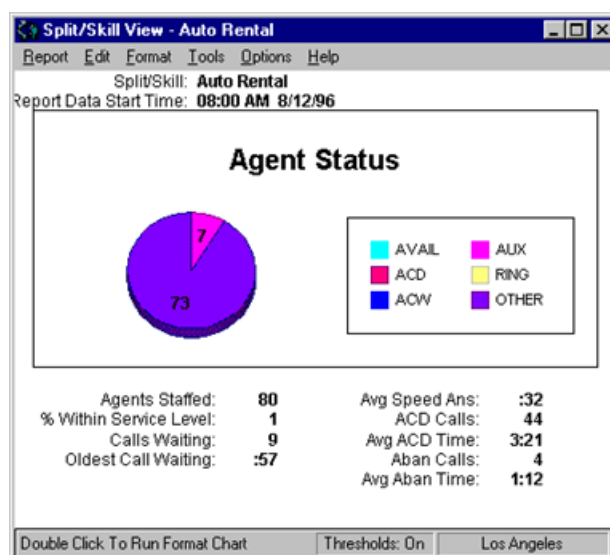 Split/Skill View - Auto Rental
Report Edit Format Tools Options Help
Split/Skill: Auto Rental
Report Data Start Time: 08:00 AM 8/12/96
Agent Status
7
73
AVAIL AUX
ACD RING
ACW OTHER
Agents Staffed: 80 Avg Speed Ans: :32
% Within Service Level: 1 ACD Calls: 44
Calls Waiting: 9 Avg ACD Time: 3:21
Oldest Call Waiting: :57 Aban Calls: 4
Avg Aban Time: 1:12
Double Click To Run Format Chart Thresholds: On Los Angeles